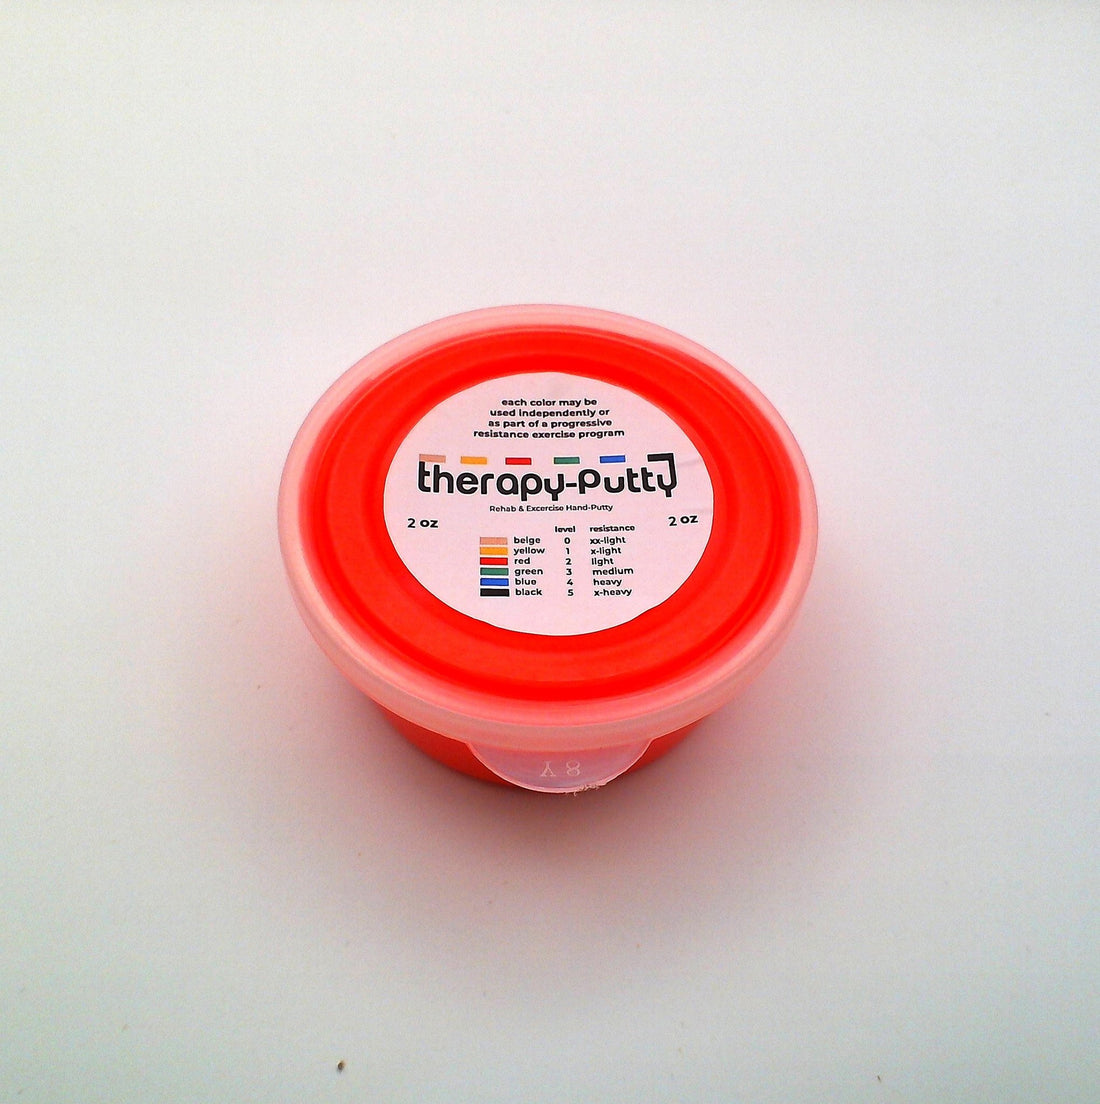 each color may be
used independently or
as part of a progressive
resistance exercise program
therapy-Putty
Rehab & Excercise Hand-Putty
2 oz
2 oz
level resistance
beige 0 xx-light
yellow 1 x-light
red 2 light
green 3 medium
blue 4 heavy
black 5 x-heavy
8 Y